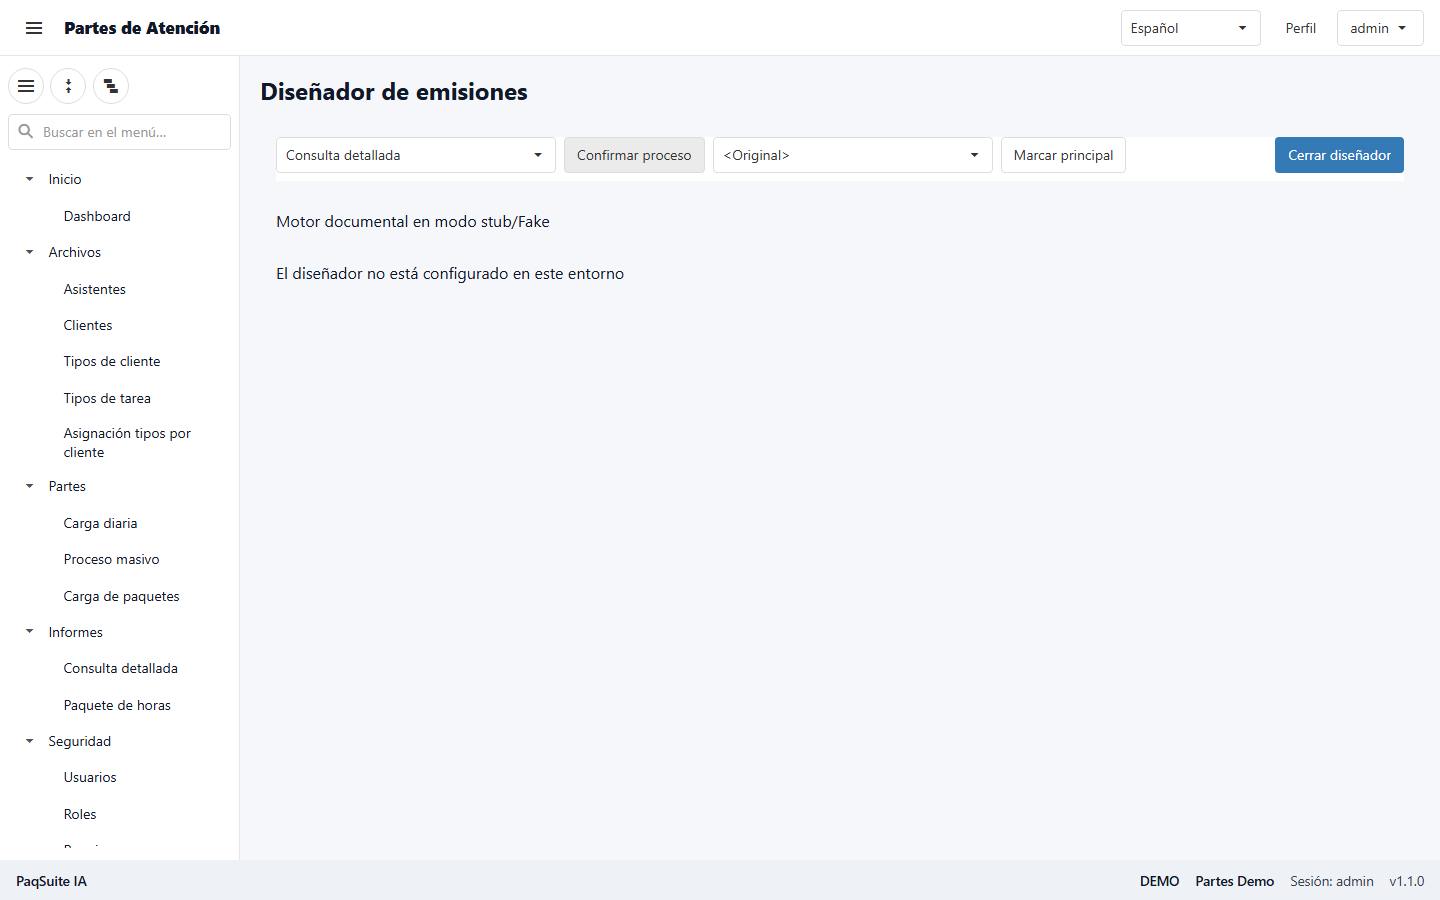 Partes de Atención
Español
Perfil
admin
Buscar en el menú...
Inicio
Dashboard
Archivos
Asistentes
Clientes
Tipos de cliente
Tipos de tarea
Asignación tipos por
cliente
Partes
Carga diaria
Proceso masivo
Carga de paquetes
Informes
Consulta detallada
Paquete de horas
Seguridad
Usuarios
Roles
Diseñador de emisiones
Consulta detallada
Confirmar proceso
<Original>
Marcar principal
Cerrar diseñador
Motor documental en modo stub/Fake
El diseñador no está configurado en este entorno
PaqSuite IA
DEMO
Partes Demo
Sesión: admin
v1.1.0